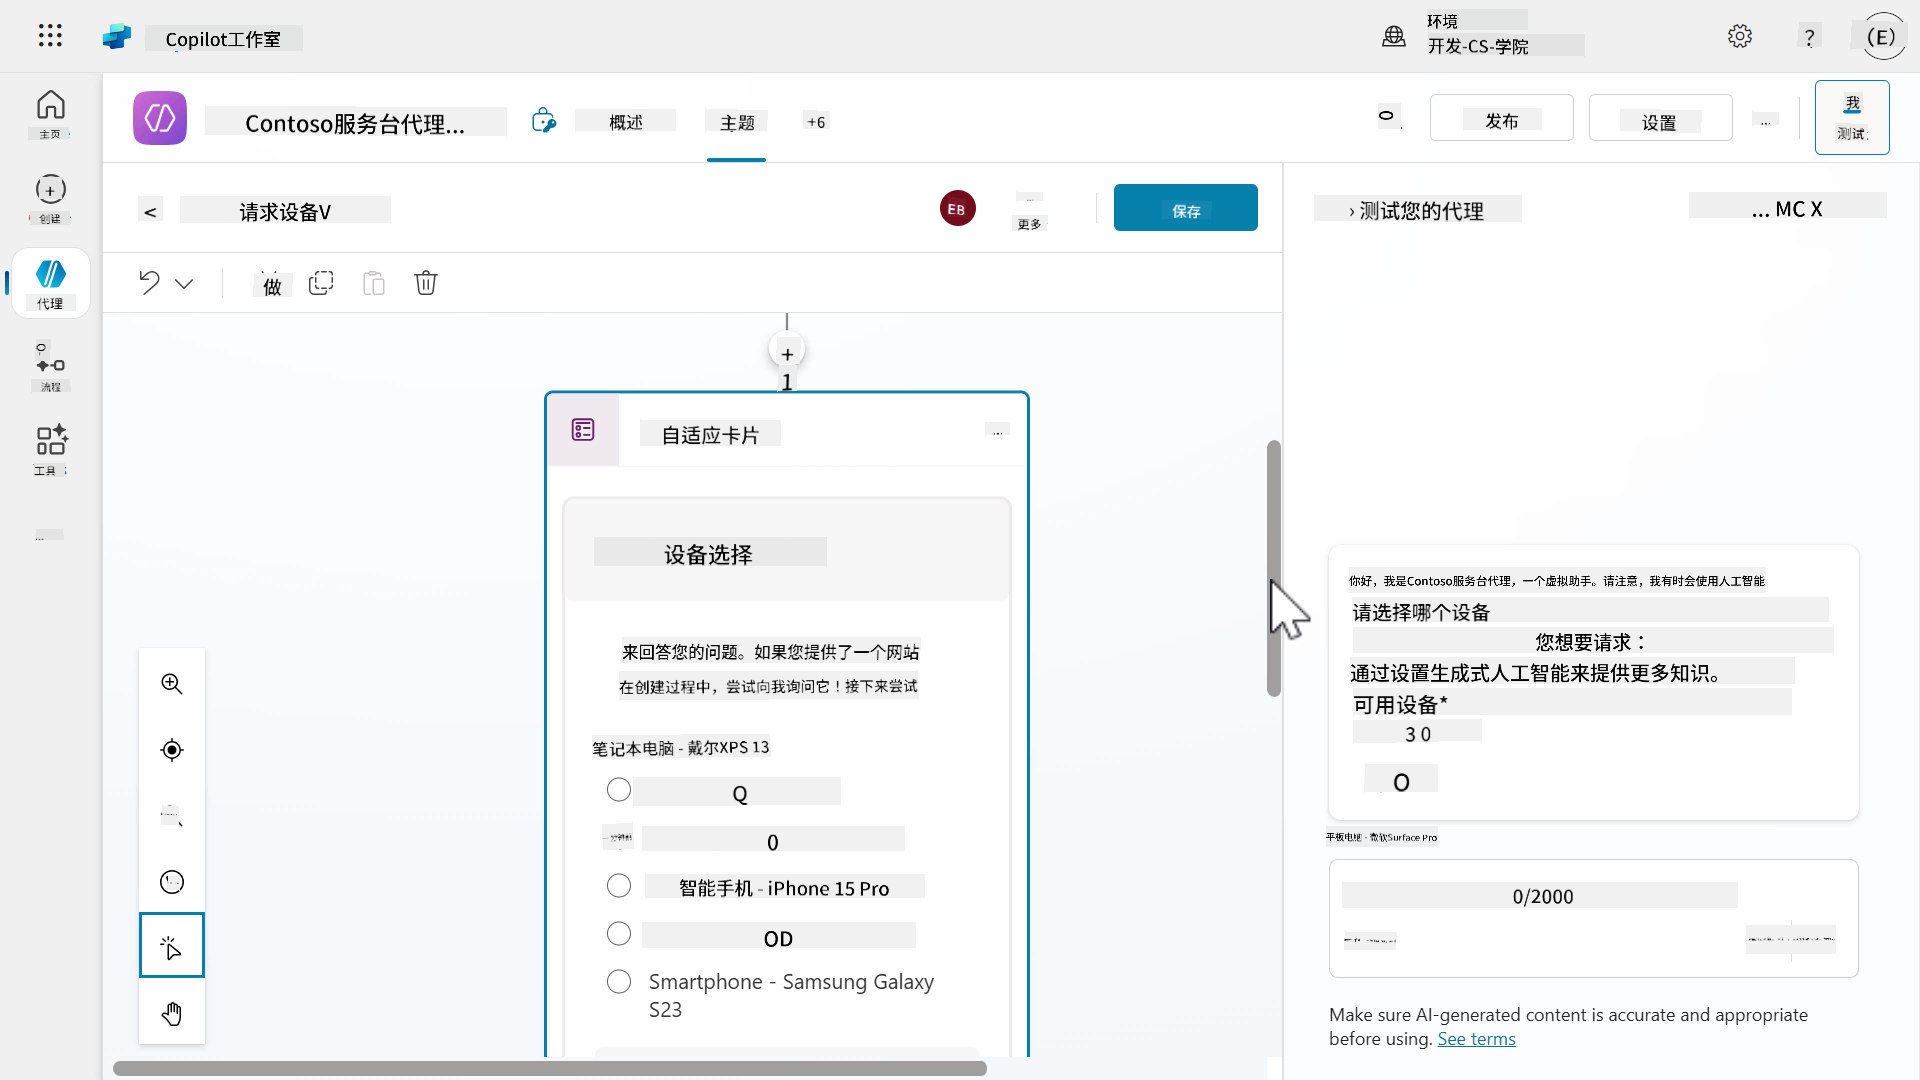 Copilot工作室
环境
开发-CS-学院
?
(E)
主页
创建
代理
流程
工具
Contoso服务台代理...
概述
主题
+6
发布
设置
...
我
测试
<
请求设备V
EB
更多
保存
› 测试您的代理
... MC X
做
+
1
自适应卡片
...
设备选择
来回答您的问题。如果您提供了一个网站
在创建过程中，尝试向我询问它！接下来尝试
笔记本电脑 - 戴尔XPS 13
Q
0
智能手机 - iPhone 15 Pro
OD
Smartphone - Samsung Galaxy
S23
你好，我是Contoso服务台代理，一个虚拟助手。请注意，我有时会使用人工智能
请选择哪个设备
您想要请求：
通过设置生成式人工智能来提供更多知识。
可用设备*
3 0
O
平板电脑 - 微软Surface Pro
0/2000
Make sure AI-generated content is accurate and appropriate
before using. See terms